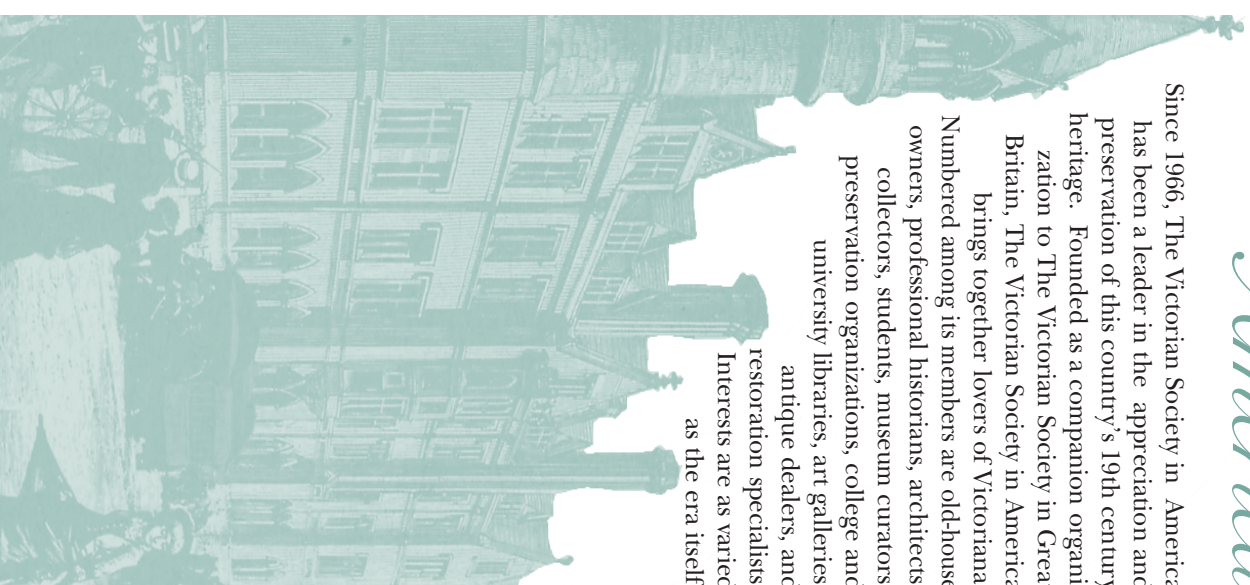 Since 1966, The Victorian Society in America
has been a leader in the appreciation and
preservation of this country's 19th century
heritage. Founded as a companion organi
zation to The Victorian Society in Grea
Britain, The Victorian Society in America
brings together lovers of Victoriana
Numbered among its members are old-house
owners, professional historians, architects
collectors, students, museum curators
preservation organizations, college and
university libraries, art galleries
antique dealers, and
restoration specialists
Interests are as varied
as the era itself